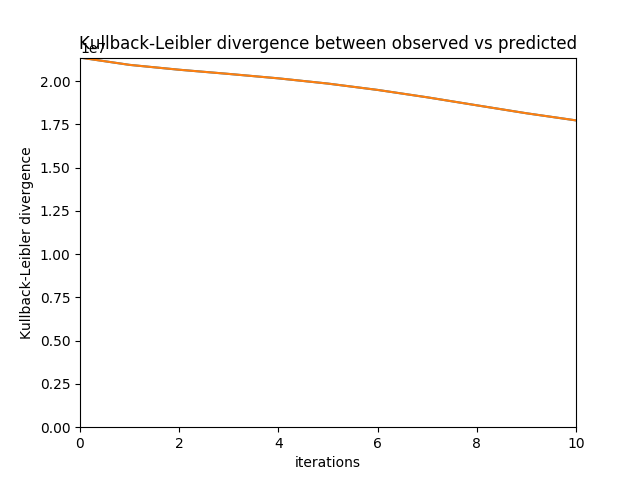 Kullback-Leibler divergence between observed vs predicted
1e7
2.00
1.75
1.50
1.25
1.00
0.75
0.50
0.25
0.00
Kullback-Leibler divergence
0 2 4 6 8 10
iterations